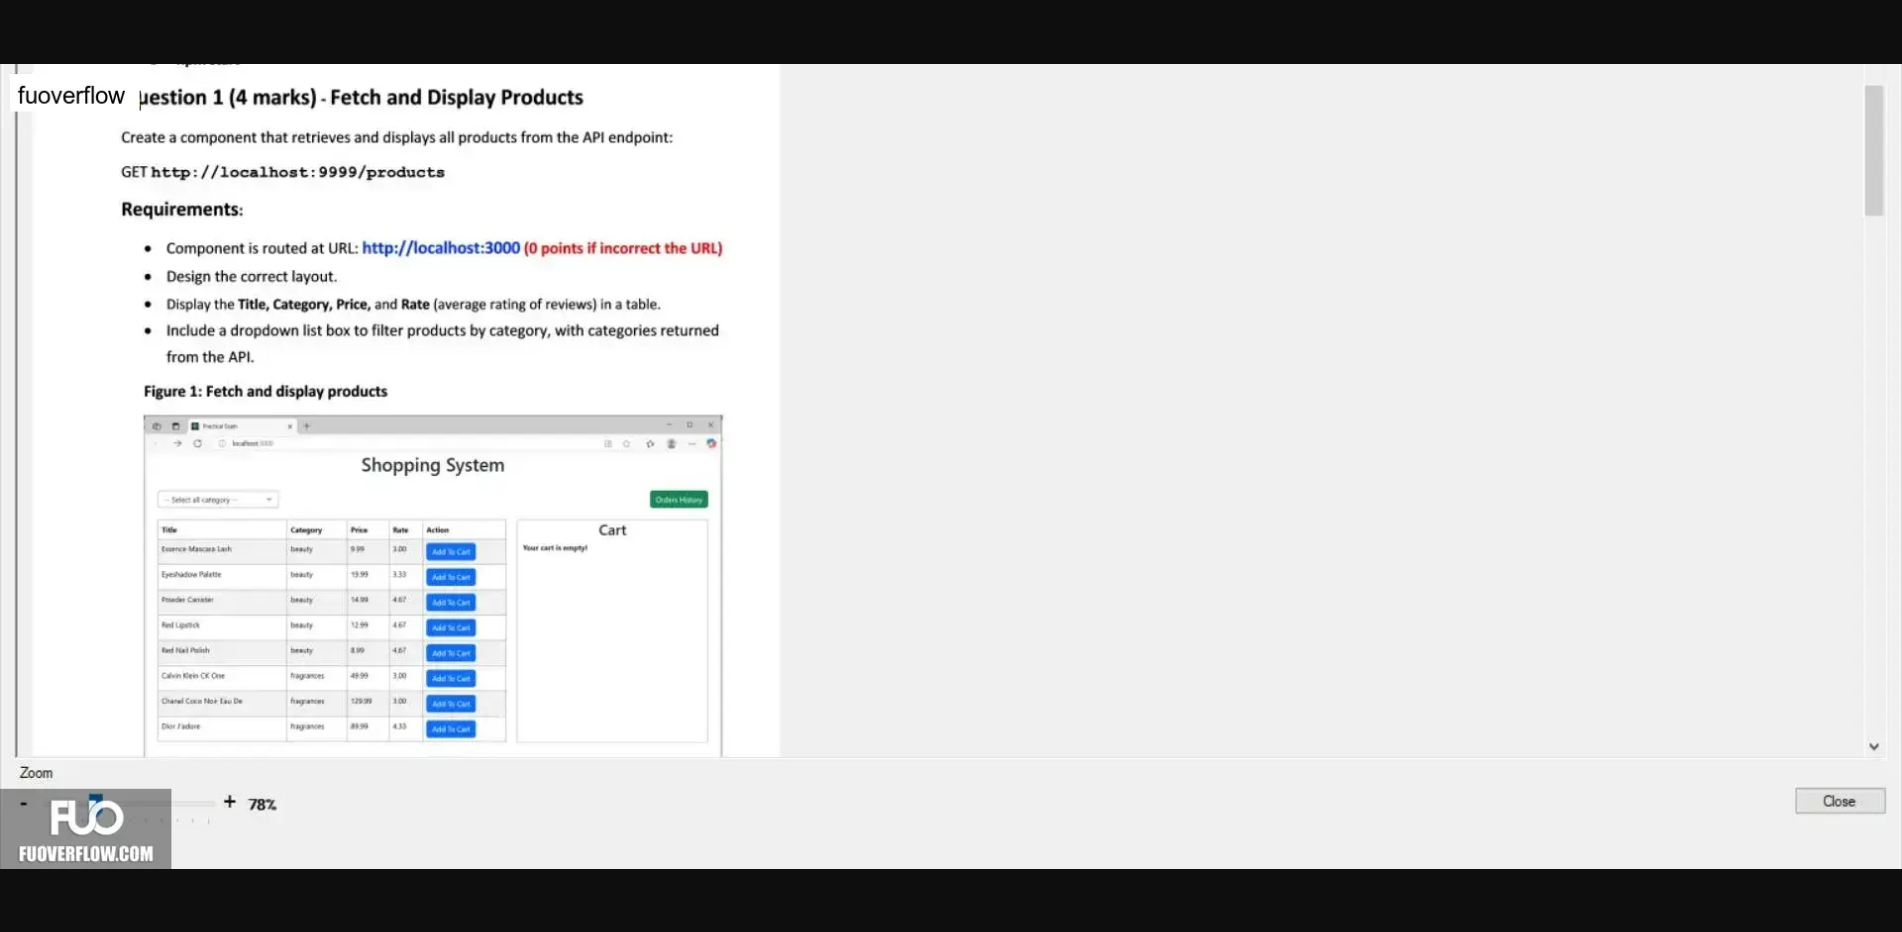 fuoverflow
uestion 1 (4 marks) - Fetch and Display Products
Create a component that retrieves and displays all products from the API endpoint:
GET http://localhost:9999/products
Requirements:
• Component is routed at URL: http://localhost:3000 (0 points if incorrect the URL)
• Design the correct layout.
• Display the Title, Category, Price, and Rate (average rating of reviews) in a table.
• Include a dropdown list box to filter products by category, with categories returned
from the API.
Figure 1: Fetch and display products
Practical Exam
localhost:3000
Shopping System
-- Select all category --
Orders History
Title Category Price Rate Action
Essence Mascara Lash beauty 9.99 3.00 Add To Cart
Eyeshadow Palette beauty 19.99 3.33 Add To Cart
Powder Canister beauty 14.99 4.67 Add To Cart
Red Lipstick beauty 12.99 4.67 Add To Cart
Red Nail Polish beauty 8.99 4.67 Add To Cart
Calvin Klein CK One fragrances 49.99 3.00 Add To Cart
Chanel Coco Noir Eau De fragrances 129.99 3.00 Add To Cart
Dior J'adore fragrances 89.99 4.33 Add To Cart
Cart
Your cart is empty!
Zoom
- + 78%
Close
FUO
FUOVERFLOW.COM